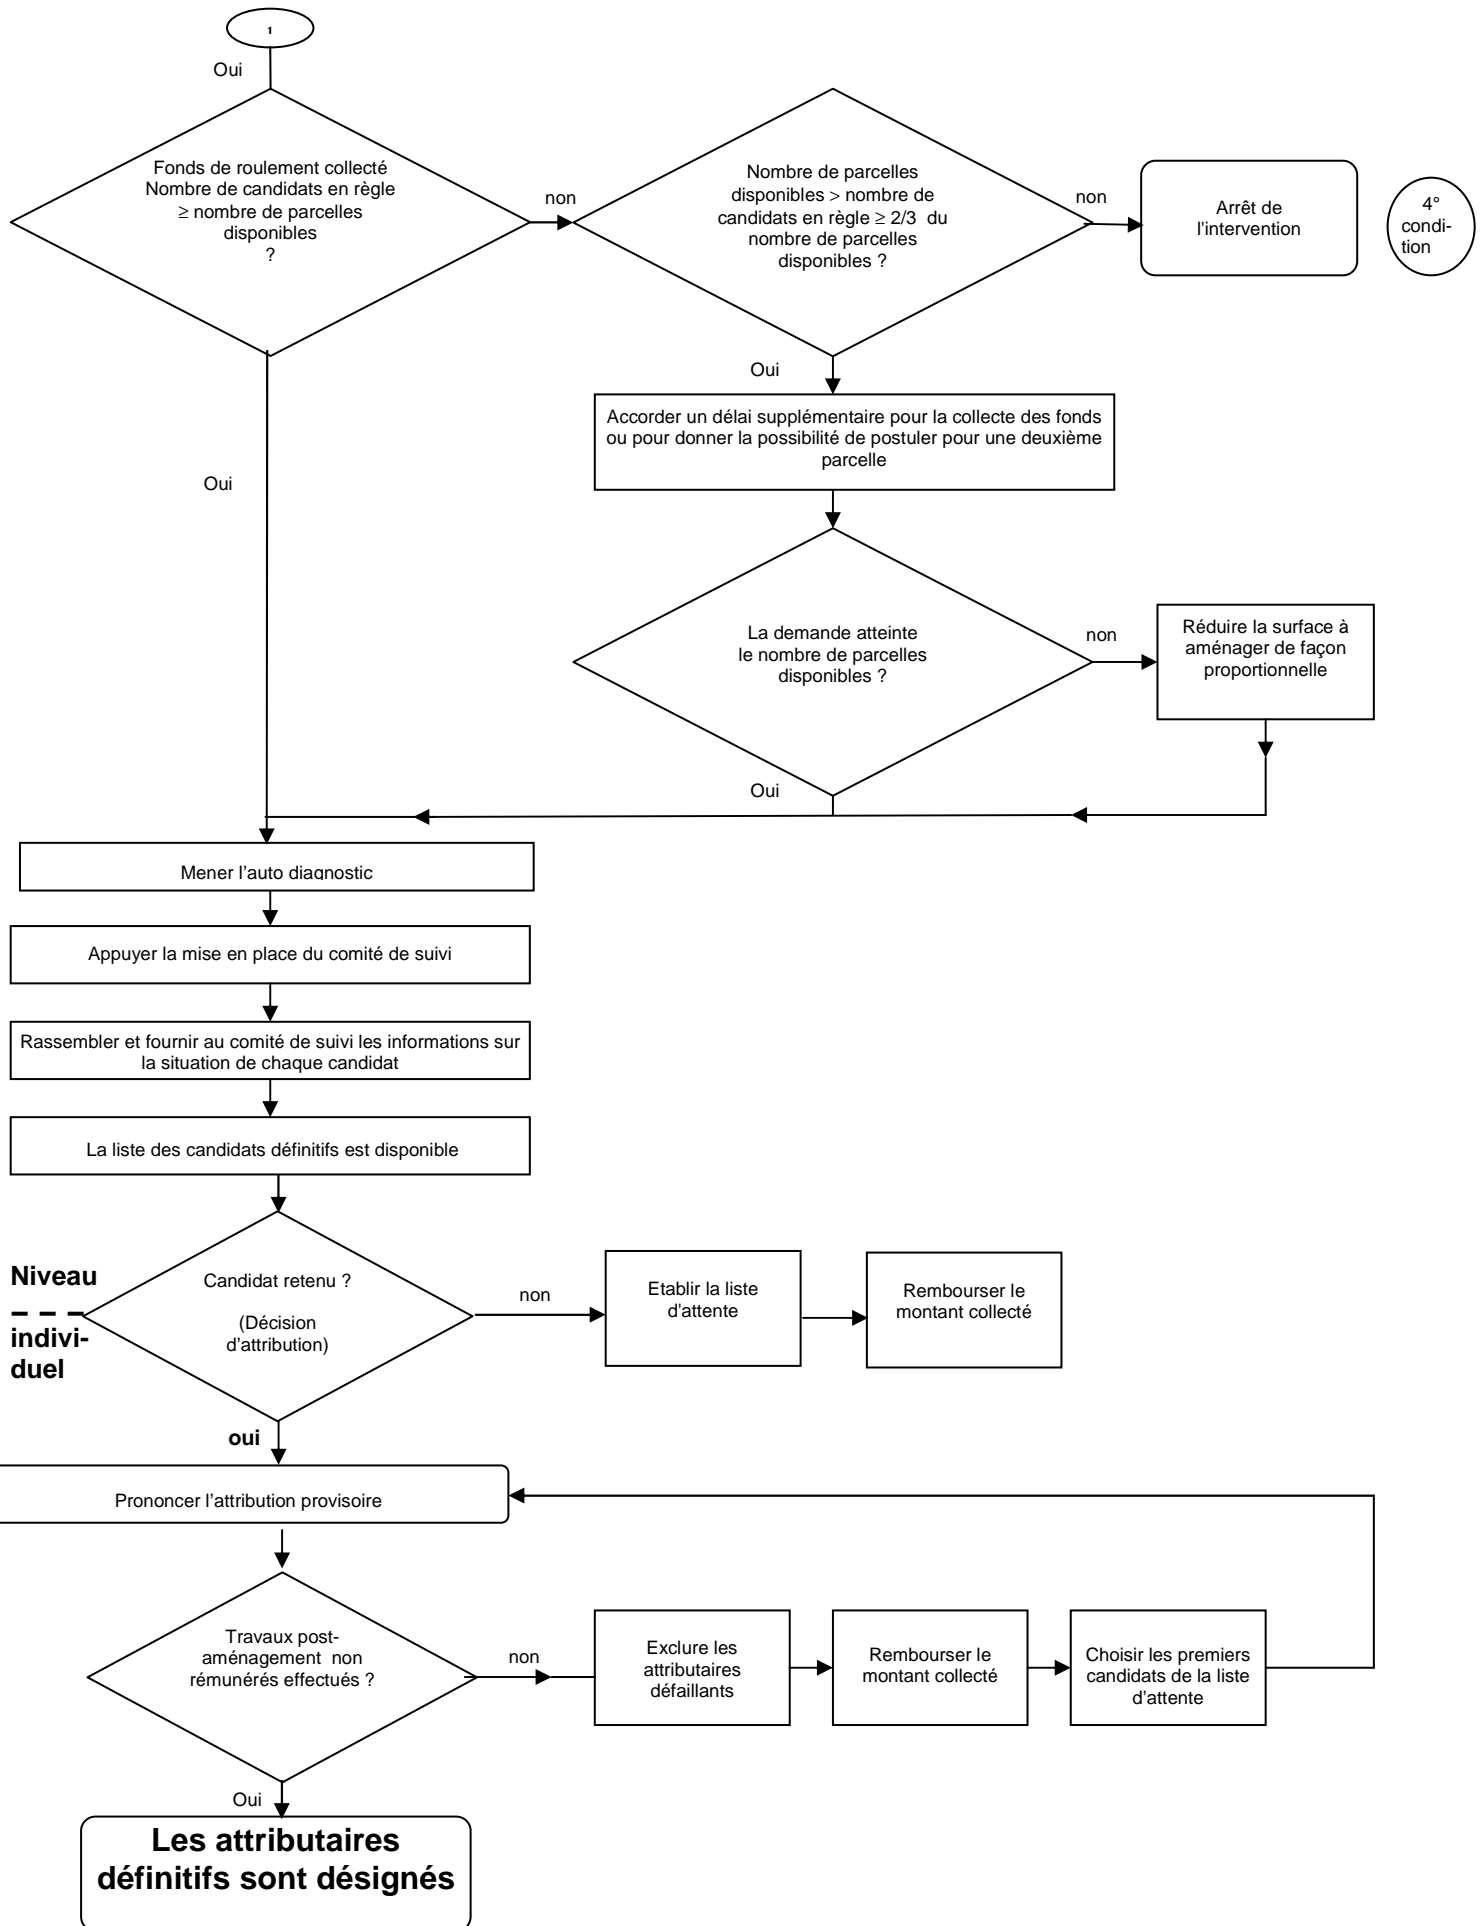 1
Oui
Fonds de roulement collecté
Nombre de candidats en règle
≥ nombre de parcelles
disponibles
?
non
Nombre de parcelles
disponibles > nombre de
candidats en règle ≥ 2/3 du
nombre de parcelles
disponibles ?
non
Arrêt de
l'intervention
4°
condi-
tion
Oui
Accorder un délai supplémentaire pour la collecte des fonds
ou pour donner la possibilité de postuler pour une deuxième
parcelle
Oui
La demande atteinte
le nombre de parcelles
disponibles ?
non
Réduire la surface à
aménager de façon
proportionnelle
Oui
Mener l'auto diagnostic
Appuyer la mise en place du comité de suivi
Rassembler et fournir au comité de suivi les informations sur
la situation de chaque candidat
La liste des candidats définitifs est disponible
Niveau
indivi-
duel
Candidat retenu ?
(Décision
d'attribution)
non
Etablir la liste
d'attente
Rembourser le
montant collecté
oui
Prononcer l'attribution provisoire
Travaux post-
aménagement non
rémunérés effectués ?
non
Exclure les
attributaires
défaillants
Rembourser le
montant collecté
Choisir les premiers
candidats de la liste
d'attente
Oui
Les attributaires
définitifs sont désignés